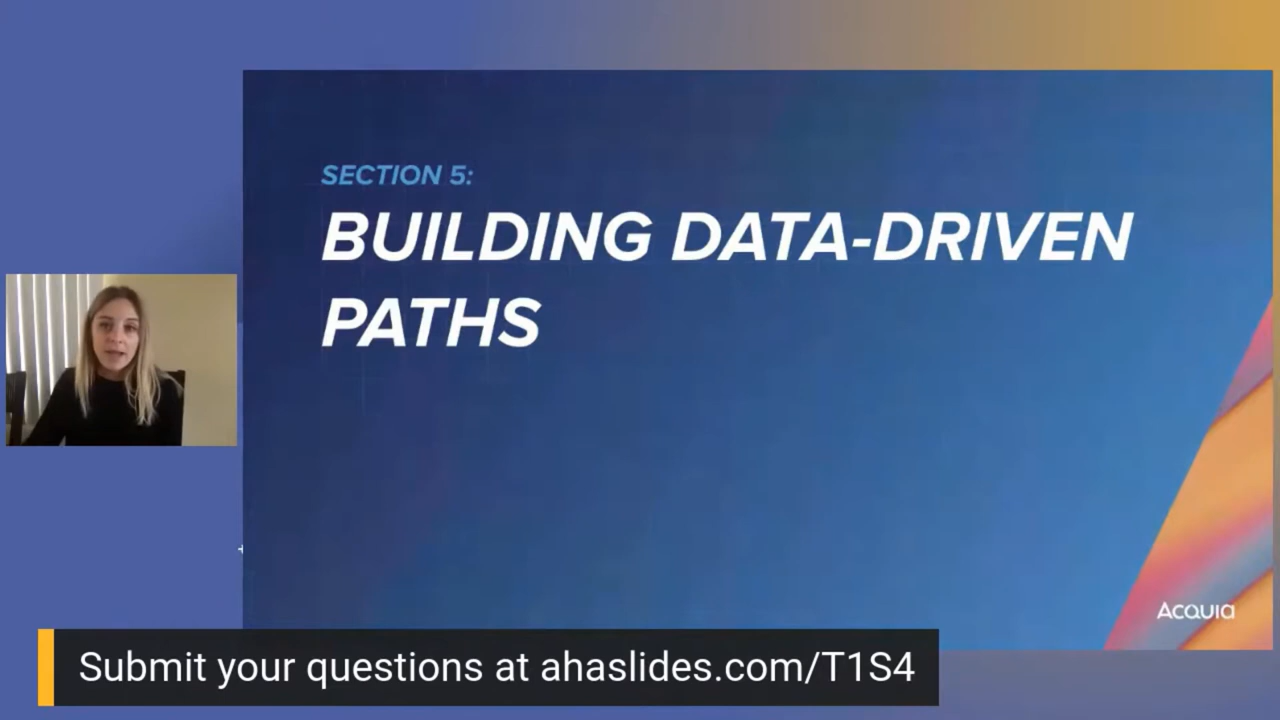 SECTION 5:
BUILDING DATA-DRIVEN
PATHS
Acquia
Submit your questions at ahaslides.com/T1S4